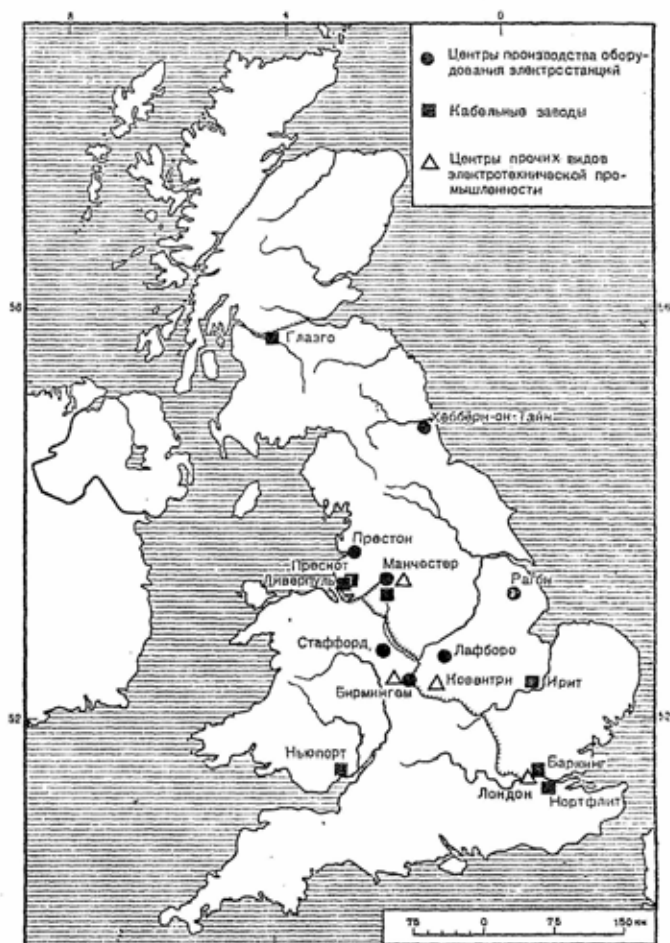 8
4
0
Центры производства обору-
дования электростанций
Кабельные заводы
Центры прочих видов
электротехнической про-
мышленности
56
56
Глазго
Хебберн-он-Тайн
Престон
Прескот
Манчестер
Ливерпуль
Рагби
Стаффорд
Лафборо
Бирмингем
Ковентри
Ирит
52
52
Ньюпорт
Баркинг
Лондон
Нортфлит
75 0 75 150 км